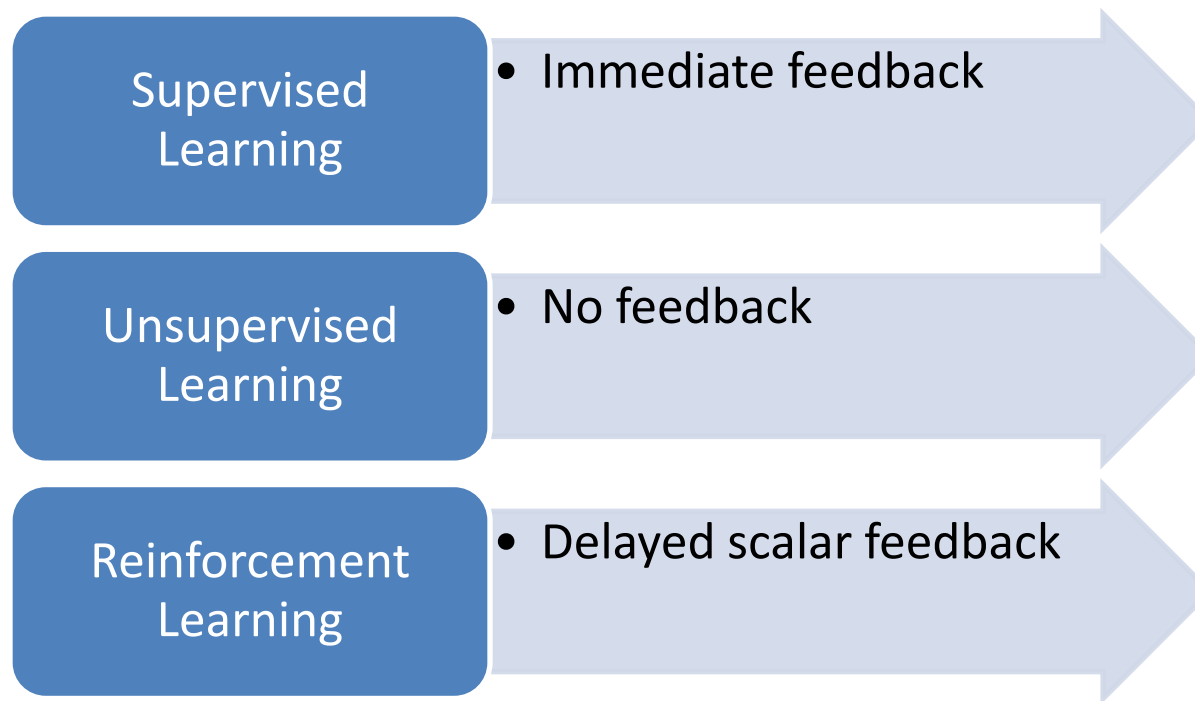 Supervised
Learning
• Immediate feedback
Unsupervised
Learning
• No feedback
Reinforcement
Learning
• Delayed scalar feedback